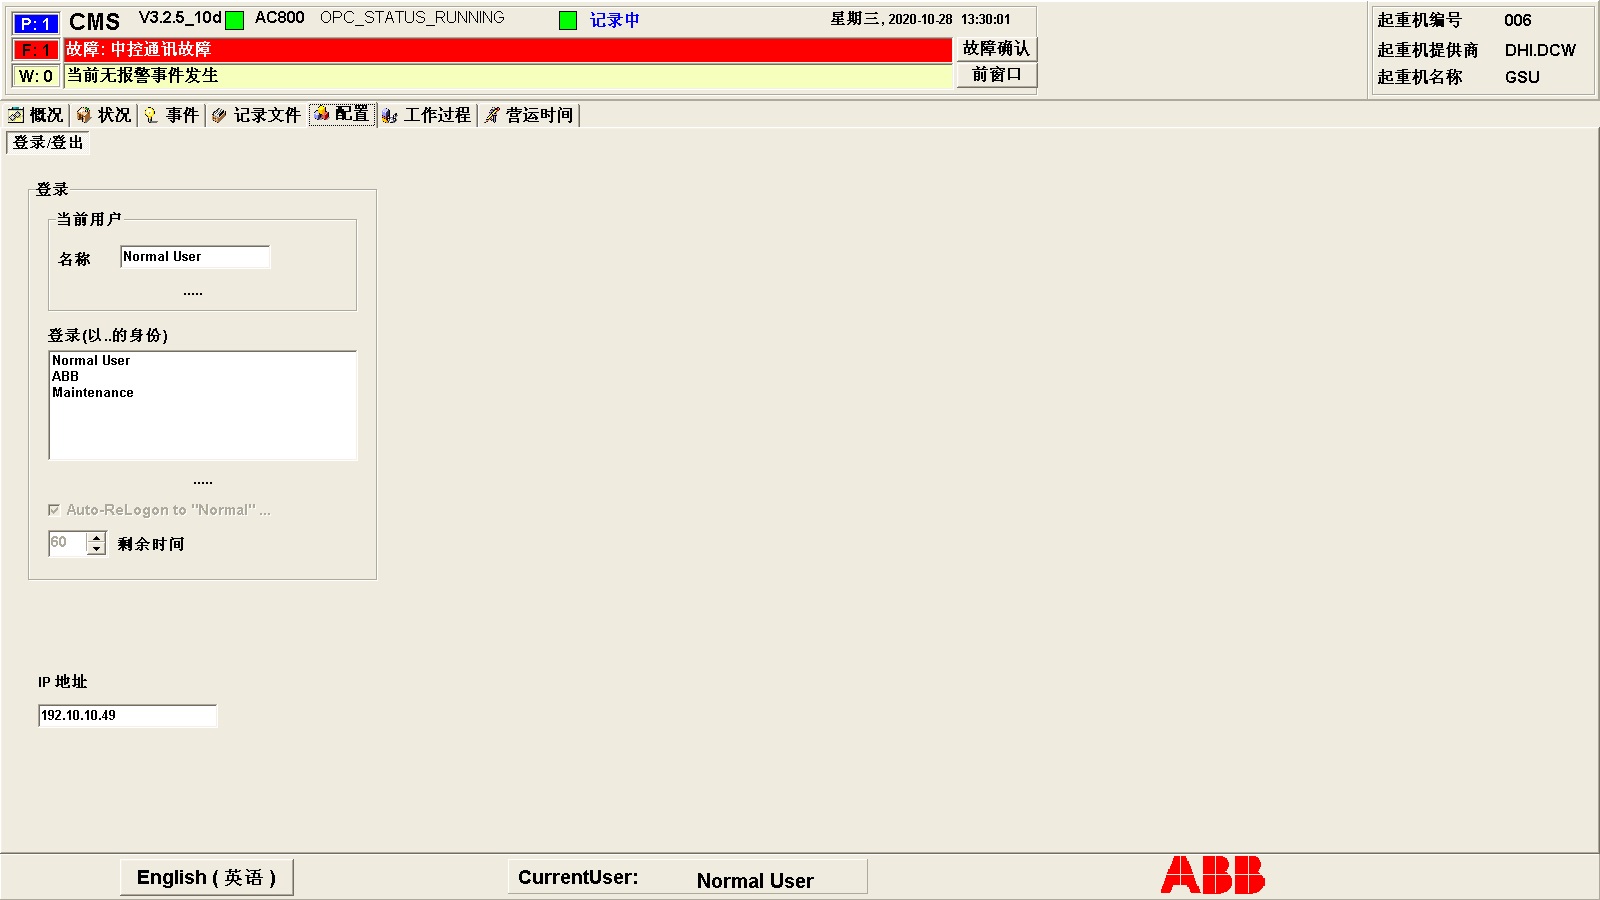 P: 1 CMS V3.2.5_10d AC800 OPC_STATUS_RUNNING 记录中 星期三, 2020-10-28 13:30:01
F: 1 故障: 中控通讯故障 故障确认
W: 0 当前无报警事件发生 前窗口
起重机编号 006
起重机提供商 DHI.DCW
起重机名称 GSU
概况 状况 事件 记录文件 配置 工作过程 营运时间
登录/登出
登录
当前用户
名称 Normal User
.....
登录(以..的身份)
Normal User
ABB
Maintenance
.....
Auto-ReLogon to "Normal" ...
60 剩余时间
IP 地址
192.10.10.49
English ( 英语 ) CurrentUser: Normal User ABB